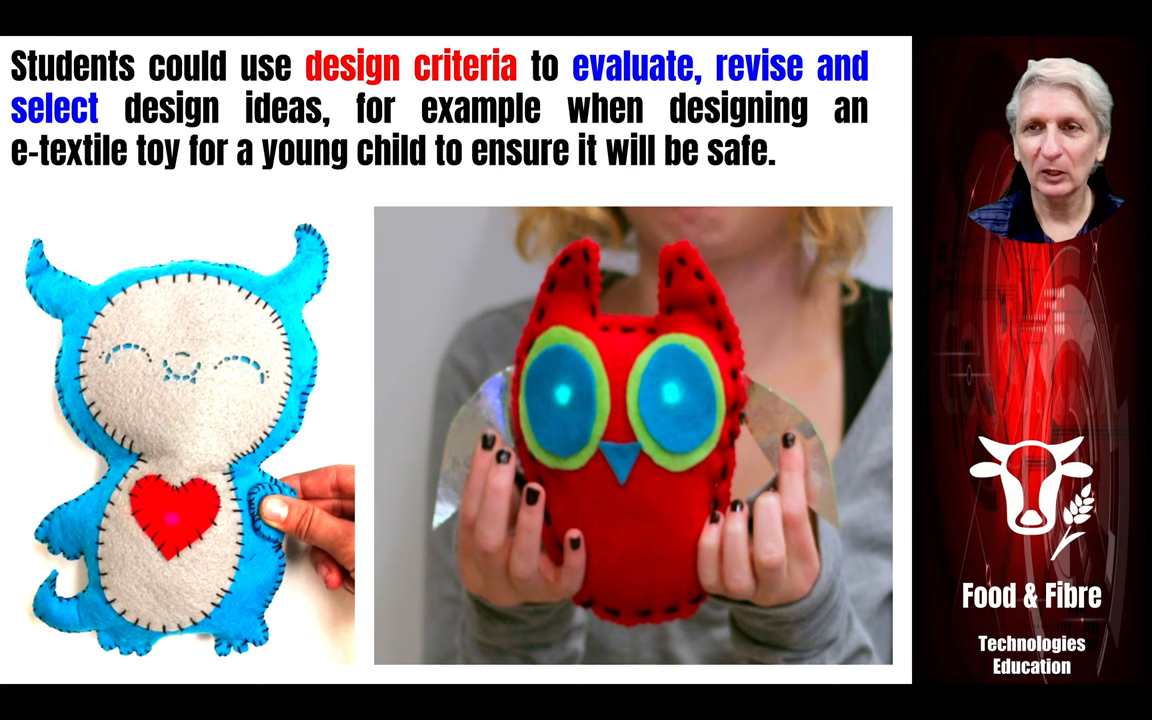 Students could use design criteria to evaluate, revise and
select design ideas, for example when designing an
e-textile toy for a young child to ensure it will be safe.
Food & Fibre
Technologies
Education